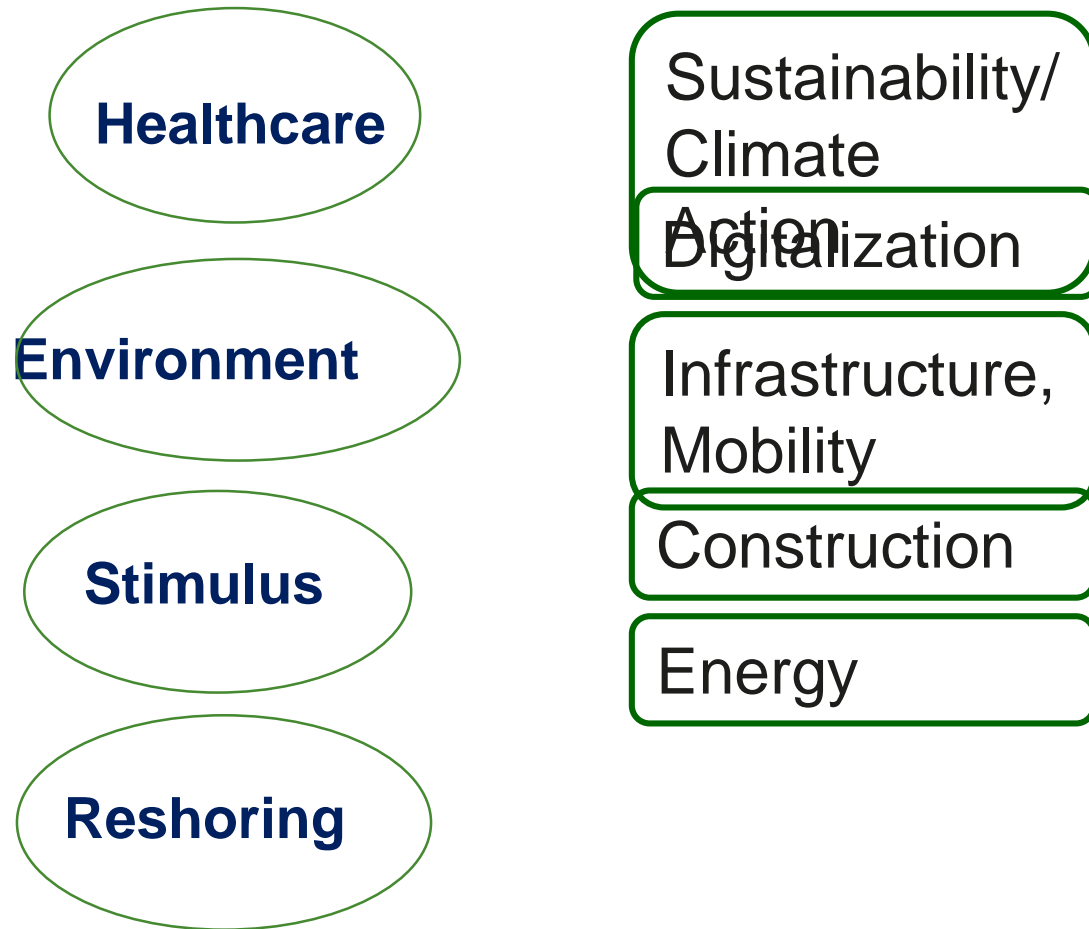 Healthcare
Environment
Stimulus
Reshoring
Sustainability/
Climate
Action
Digitalization
Infrastructure,
Mobility
Construction
Energy